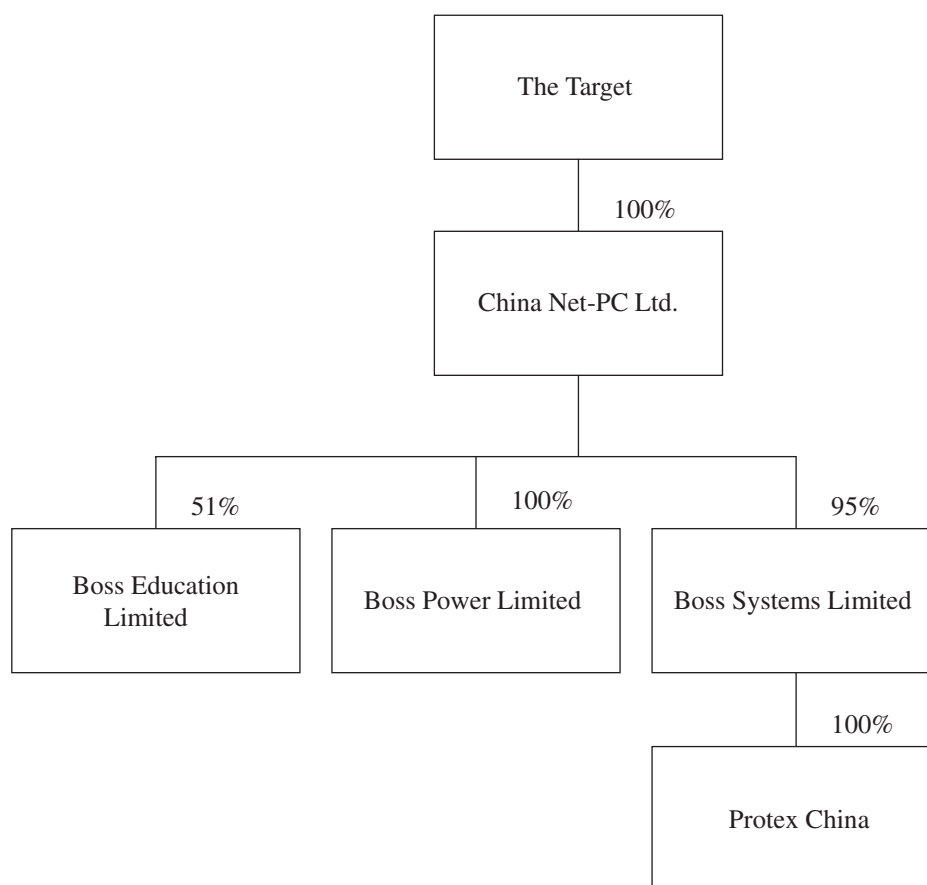 The Target
100%
China Net-PC Ltd.
51%
100%
95%
Boss Education
Limited
Boss Power Limited
Boss Systems Limited
100%
Protex China